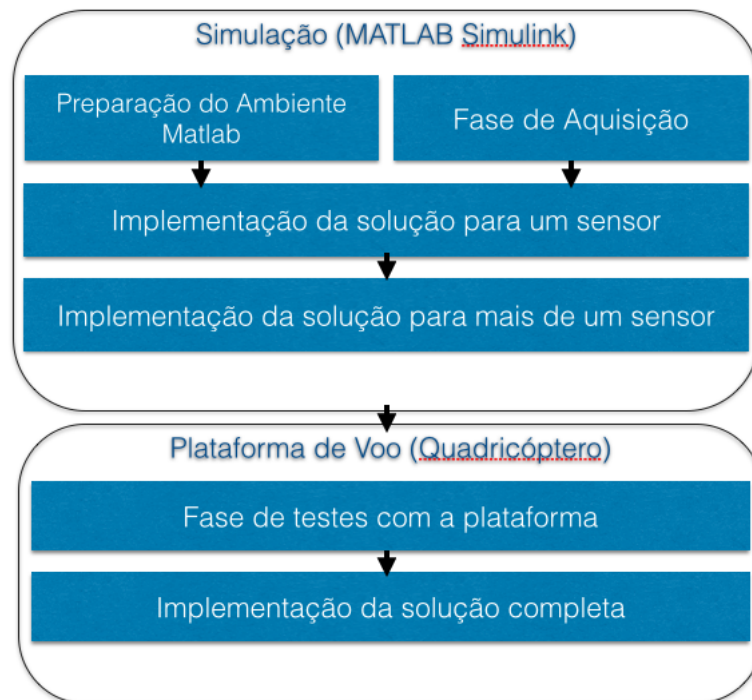 Simulação (MATLAB Simulink)
Preparação do Ambiente
Matlab
Fase de Aquisição
Implementação da solução para um sensor
Implementação da solução para mais de um sensor
Plataforma de Voo (Quadricóptero)
Fase de testes com a plataforma
Implementação da solução completa